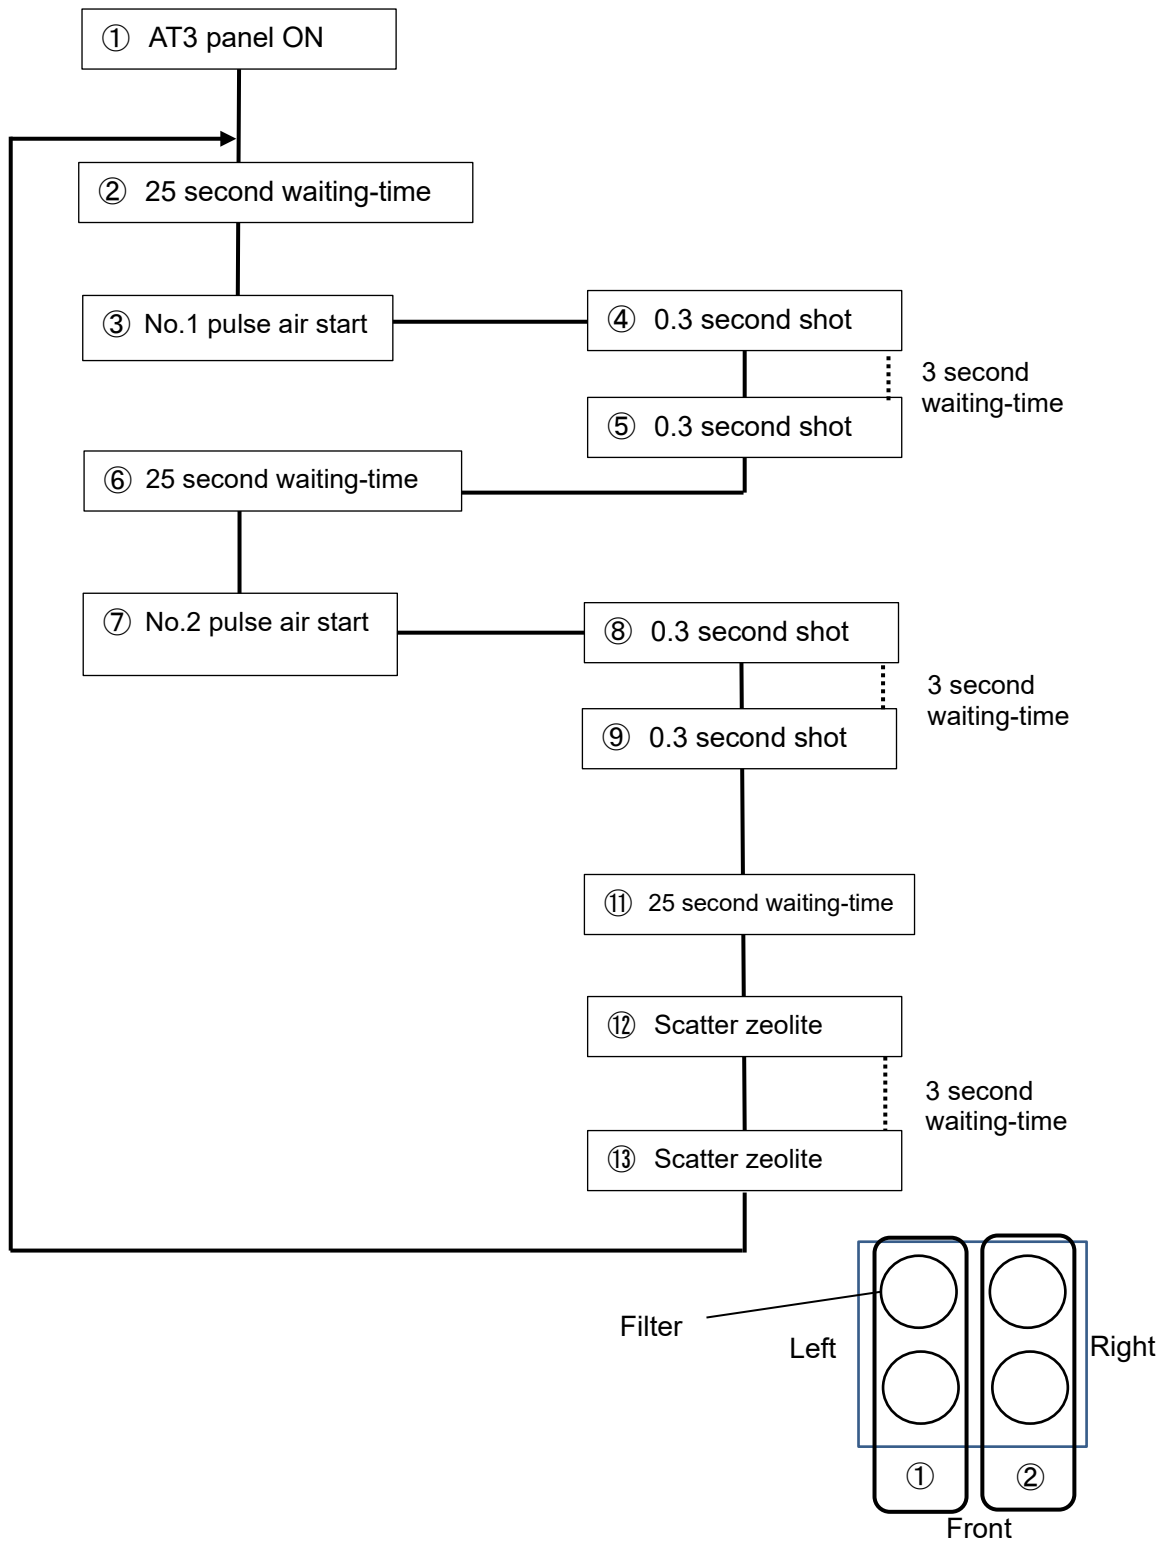 ① AT3 panel ON
② 25 second waiting-time
③ No.1 pulse air start
④ 0.3 second shot
3 second
waiting-time
⑤ 0.3 second shot
⑥ 25 second waiting-time
⑦ No.2 pulse air start
⑧ 0.3 second shot
3 second
waiting-time
⑨ 0.3 second shot
⑪ 25 second waiting-time
⑫ Scatter zeolite
3 second
waiting-time
⑬ Scatter zeolite
Filter
Left
Right
① ②
Front